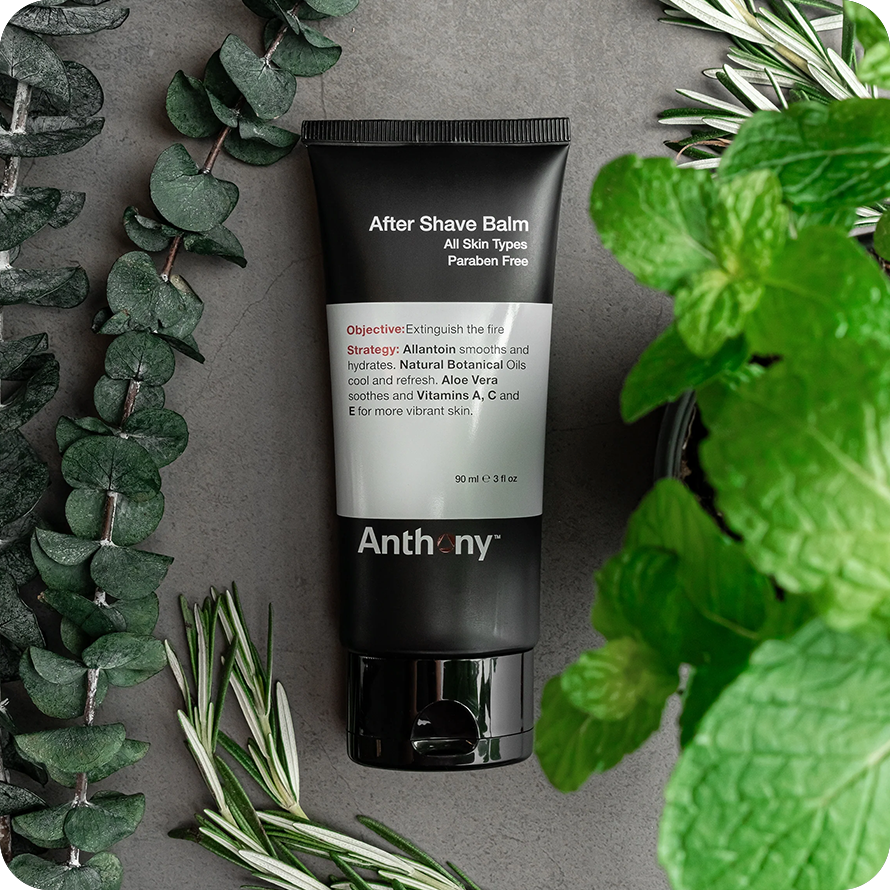 After Shave Balm
All Skin Types
Paraben Free
Objective: Extinguish the fire
Strategy: Allantoin smooths and
hydrates. Natural Botanical Oils
cool and refresh. Aloe Vera
soothes and Vitamins A, C and
E for more vibrant skin.
90 ml ℮ 3 fl oz
Anthony™